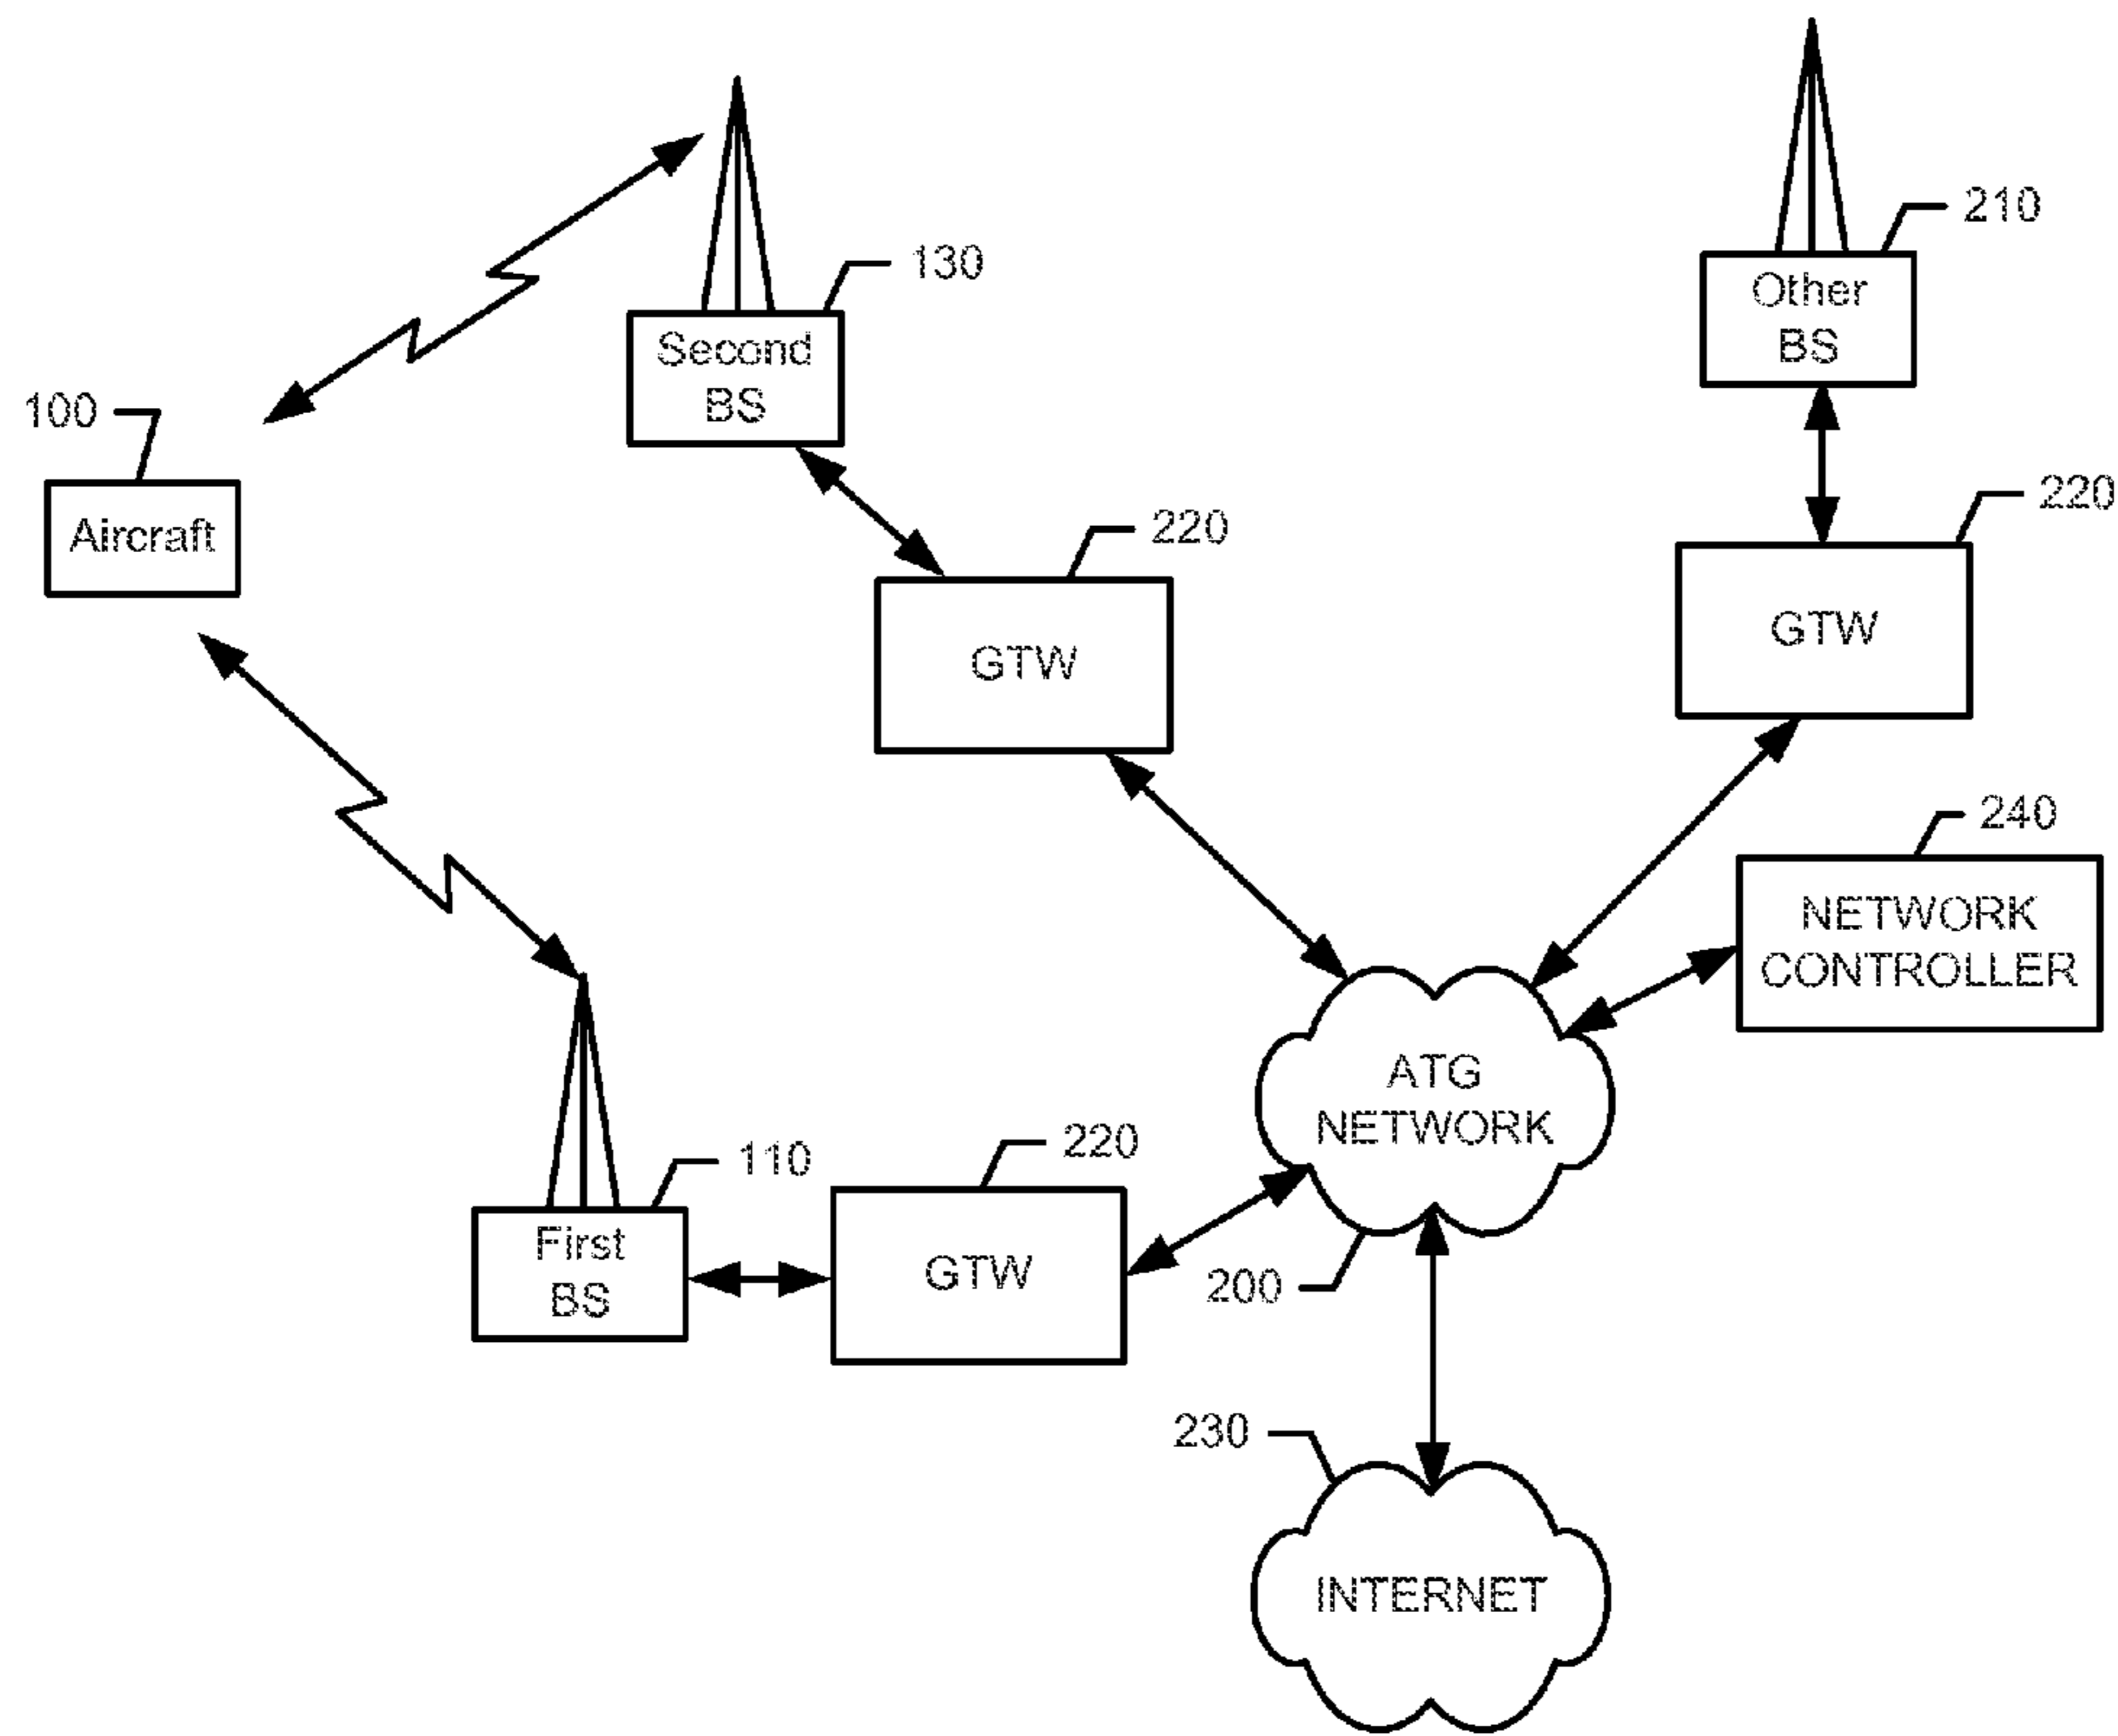 210
Other
BS
130
Second
BS
100
Aircraft
220
GTW
220
GTW
240
NETWORK
CONTROLLER
ATG
NETWORK
200
110
First
BS
220
GTW
230
INTERNET